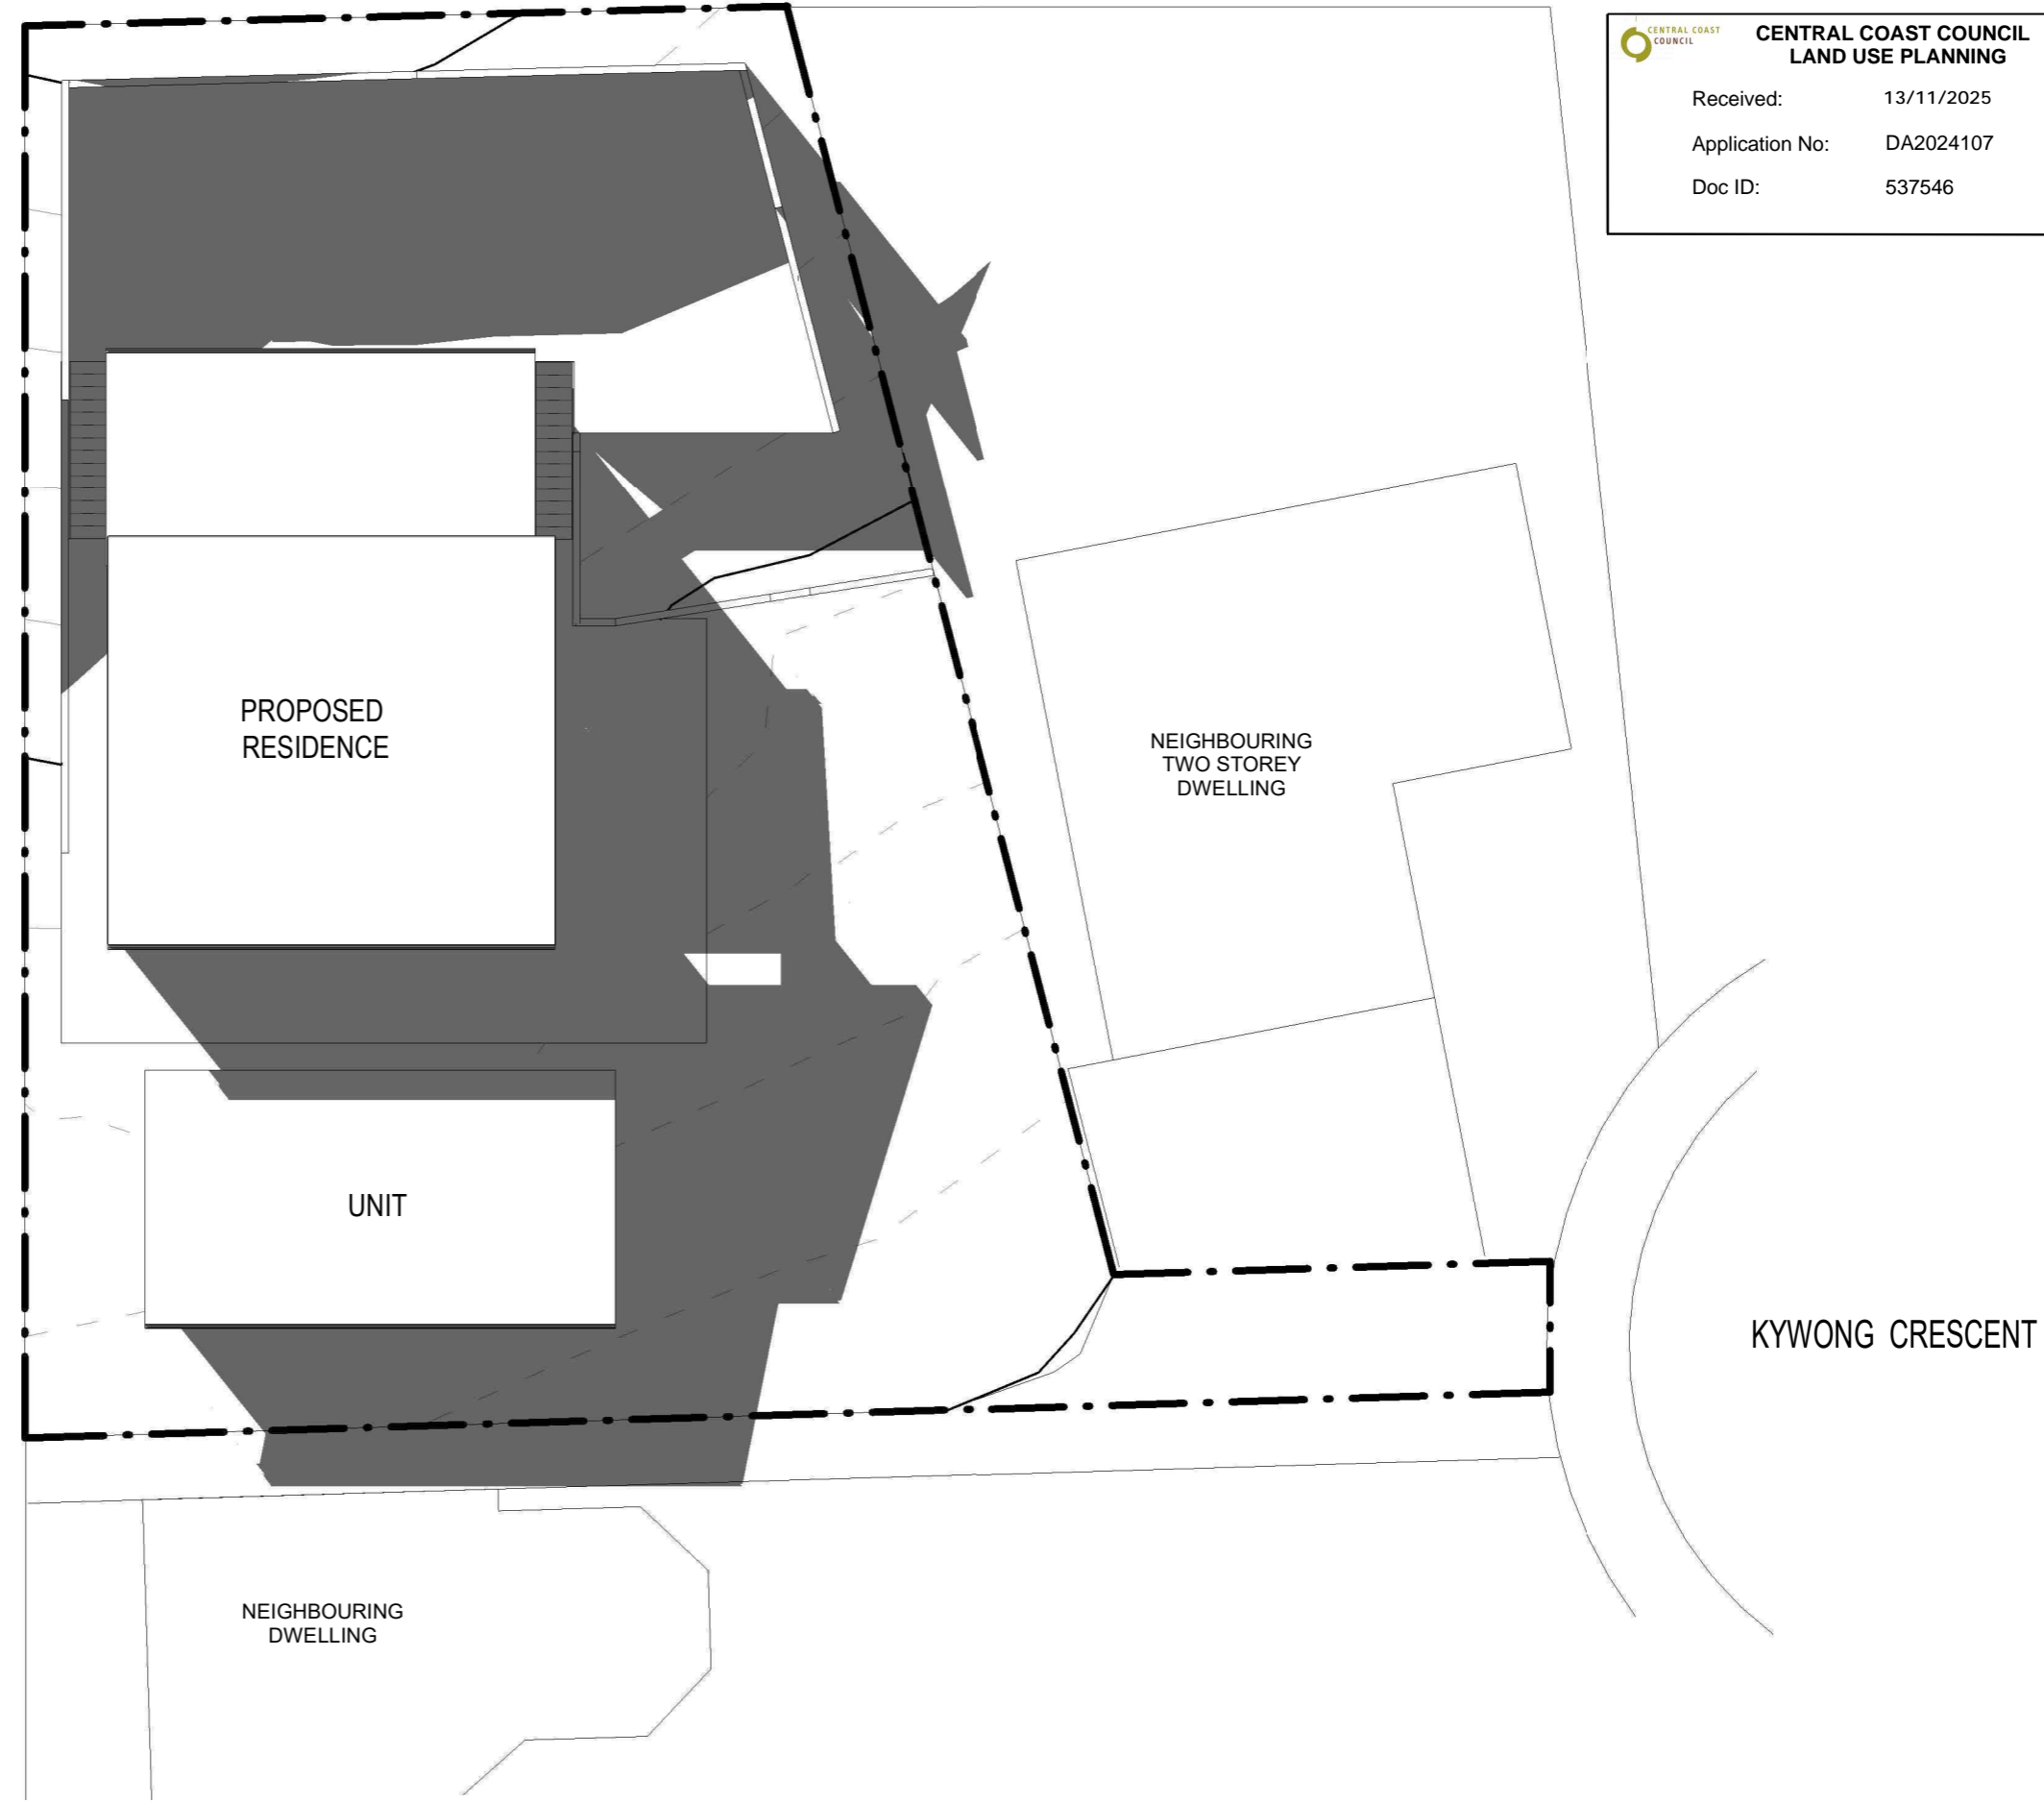 CENTRAL COAST
COUNCIL
CENTRAL COAST COUNCIL
LAND USE PLANNING
Received: 13/11/2025
Application No: DA2024107
Doc ID: 537546
PROPOSED
RESIDENCE
NEIGHBOURING
TWO STOREY
DWELLING
UNIT
KYWONG CRESCENT
NEIGHBOURING
DWELLING